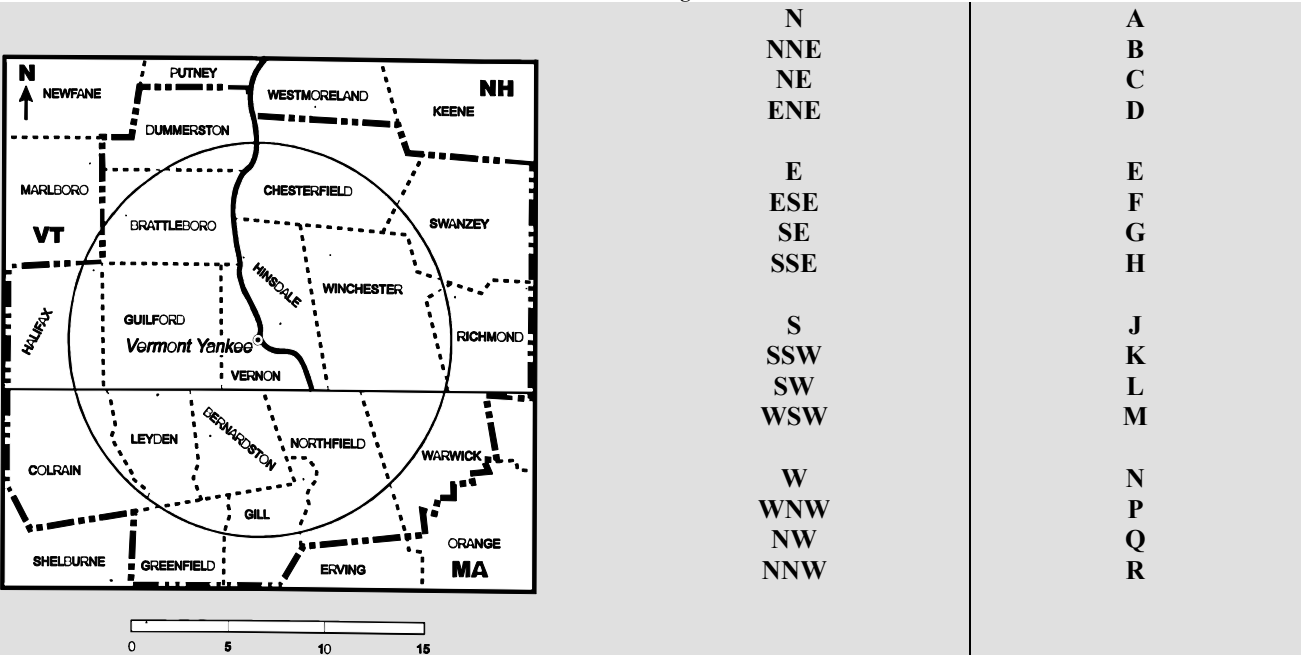 N
PUTNEY
NEWFANE
WESTMORELAND
NH
KEENE
DUMMERSTON
MARLBORO
CHESTERFIELD
BRATTLEBORO
SWANZEY
VT
HINSDALE
WINCHESTER
HALIFAX
GUILFORD
RICHMOND
Vermont Yankee
VERNON
BERNARDSTON
LEYDEN
NORTHFIELD
WARWICK
COLRAIN
GILL
ORANGE
SHELBURNE
GREENFIELD
ERVING
MA
0 5 10 15
N A
NNE B
NE C
ENE D
E E
ESE F
SE G
SSE H
S J
SSW K
SW L
WSW M
W N
WNW P
NW Q
NNW R